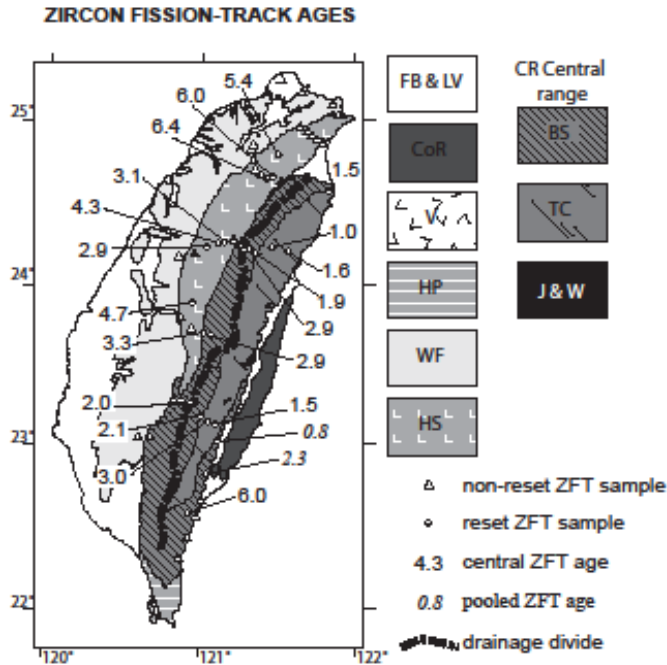 ZIRCON FISSION-TRACK AGES
25°
24°
23°
22°
120°
121°
122°
5.4
6.0
6.4
3.1
4.3
2.9
4.7
3.3
2.0
2.1
3.0
1.5
1.0
1.6
1.9
2.9
2.9
1.5
0.8
2.3
6.0
FB & LV
CoR
V
HP
WF
HS
CR Central
range
BS
TC
J & W
non-reset ZFT sample
reset ZFT sample
4.3 central ZFT age
0.8 pooled ZFT age
drainage divide